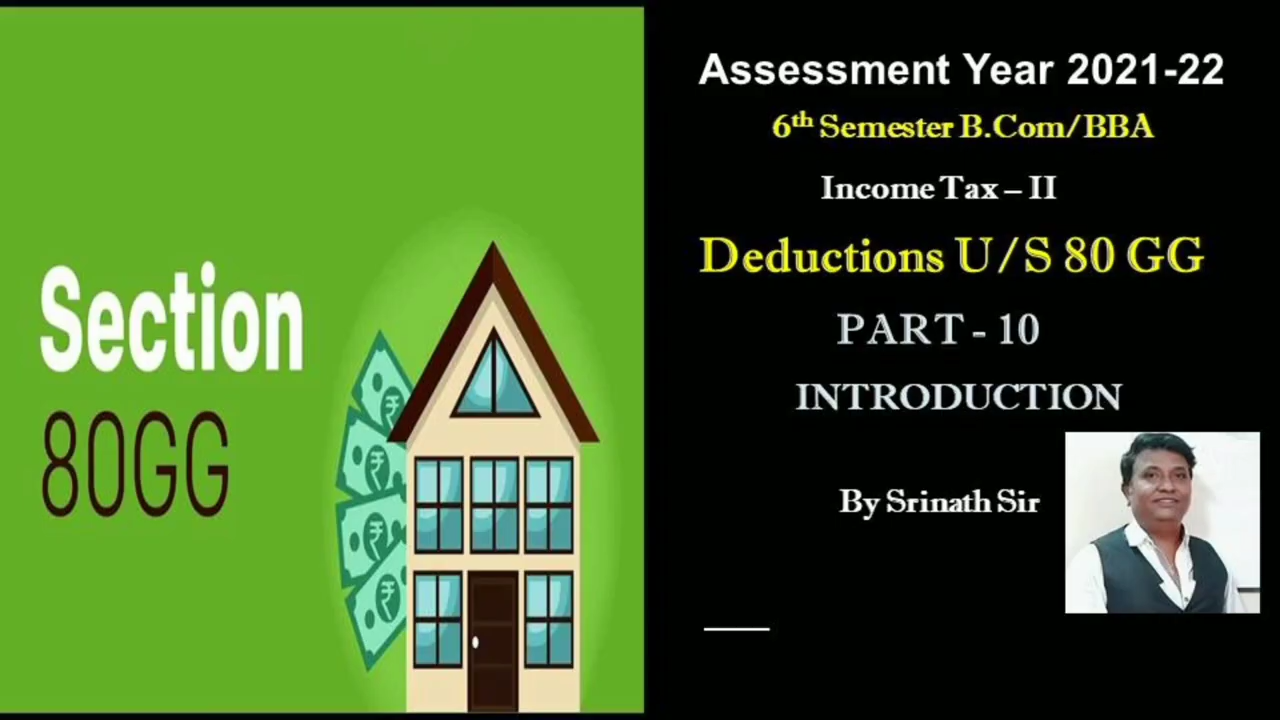 Section
80GG
Assessment Year 2021-22
6th Semester B.Com/BBA
Income Tax – II
Deductions U/S 80 GG
PART - 10
INTRODUCTION
By Srinath Sir